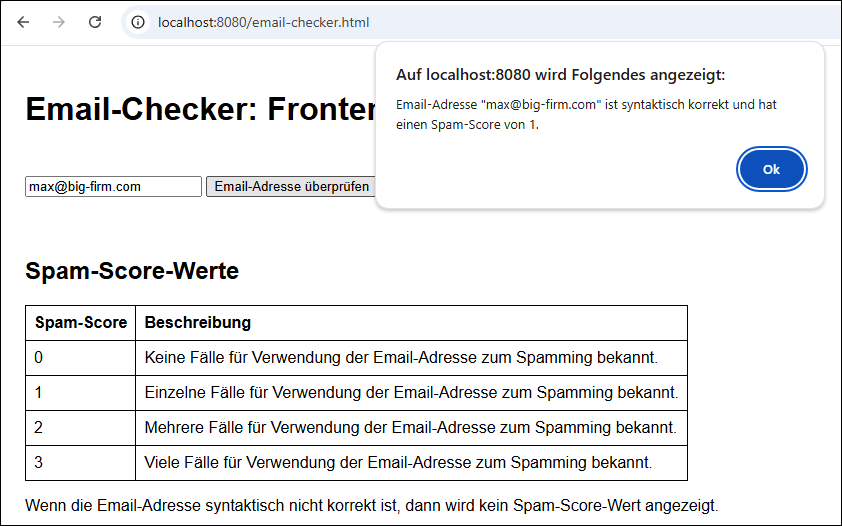 localhost:8080/email-checker.html
Auf localhost:8080 wird Folgendes angezeigt:
Email-Adresse "max@big-firm.com" ist syntaktisch korrekt und hat
einen Spam-Score von 1.
Ok
Email-Checker:
max@big-firm.com Email-Adresse überprüfen
Spam-Score-Werte
Spam-Score Beschreibung
0 Keine Fälle für Verwendung der Email-Adresse zum Spamming bekannt.
1 Einzelne Fälle für Verwendung der Email-Adresse zum Spamming bekannt.
2 Mehrere Fälle für Verwendung der Email-Adresse zum Spamming bekannt.
3 Viele Fälle für Verwendung der Email-Adresse zum Spamming bekannt.
Wenn die Email-Adresse syntaktisch nicht korrekt ist, dann wird kein Spam-Score-Wert angezeigt.